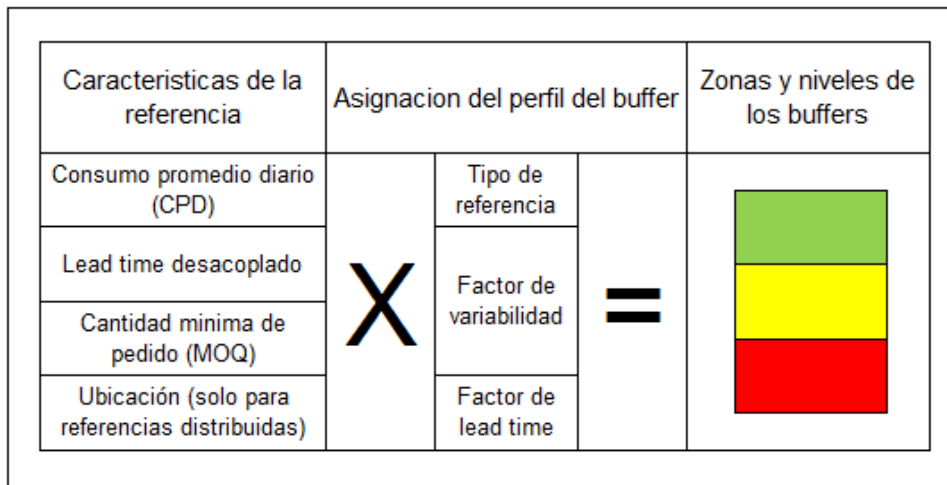 Caracteristicas de la
referencia
Asignacion del perfil del buffer
Zonas y niveles de
los buffers
Consumo promedio diario
(CPD)
Lead time desacoplado
Cantidad minima de
pedido (MOQ)
Ubicación (solo para
referencias distribuidas)
X
Tipo de
referencia
Factor de
variabilidad
Factor de
lead time
=